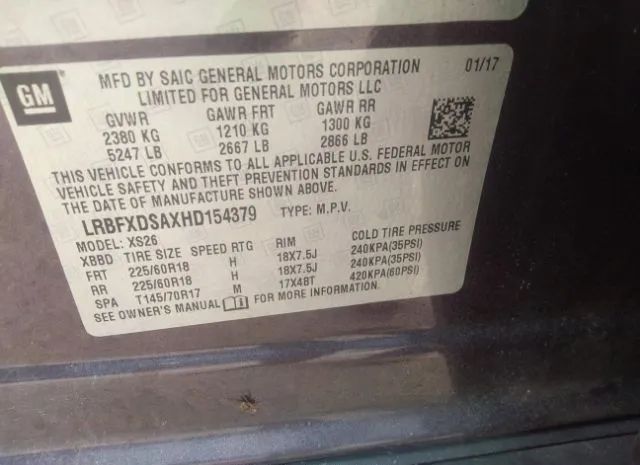 GM
MFD BY SAIC GENERAL MOTORS CORPORATION 01/17
LIMITED FOR GENERAL MOTORS LLC
GVWR GAWR FRT GAWR RR
2380 KG 1210 KG 1300 KG
5247 LB 2667 LB 2866 LB
THIS VEHICLE CONFORMS TO ALL APPLICABLE U.S. FEDERAL MOTOR
VEHICLE SAFETY AND THEFT PREVENTION STANDARDS IN EFFECT ON
THE DATE OF MANUFACTURE SHOWN ABOVE.
LRBFXDSAXHD154379 TYPE: M.P.V.
MODEL: XS26
XBBD TIRE SIZE SPEED RTG RIM COLD TIRE PRESSURE
FRT 225/60R18 H 18X7.5J 240KPA(35PSI)
RR 225/60R18 H 18X7.5J 240KPA(35PSI)
SPA T145/70R17 M 17X4BT 420KPA(60PSI)
SEE OWNER'S MANUAL FOR MORE INFORMATION.